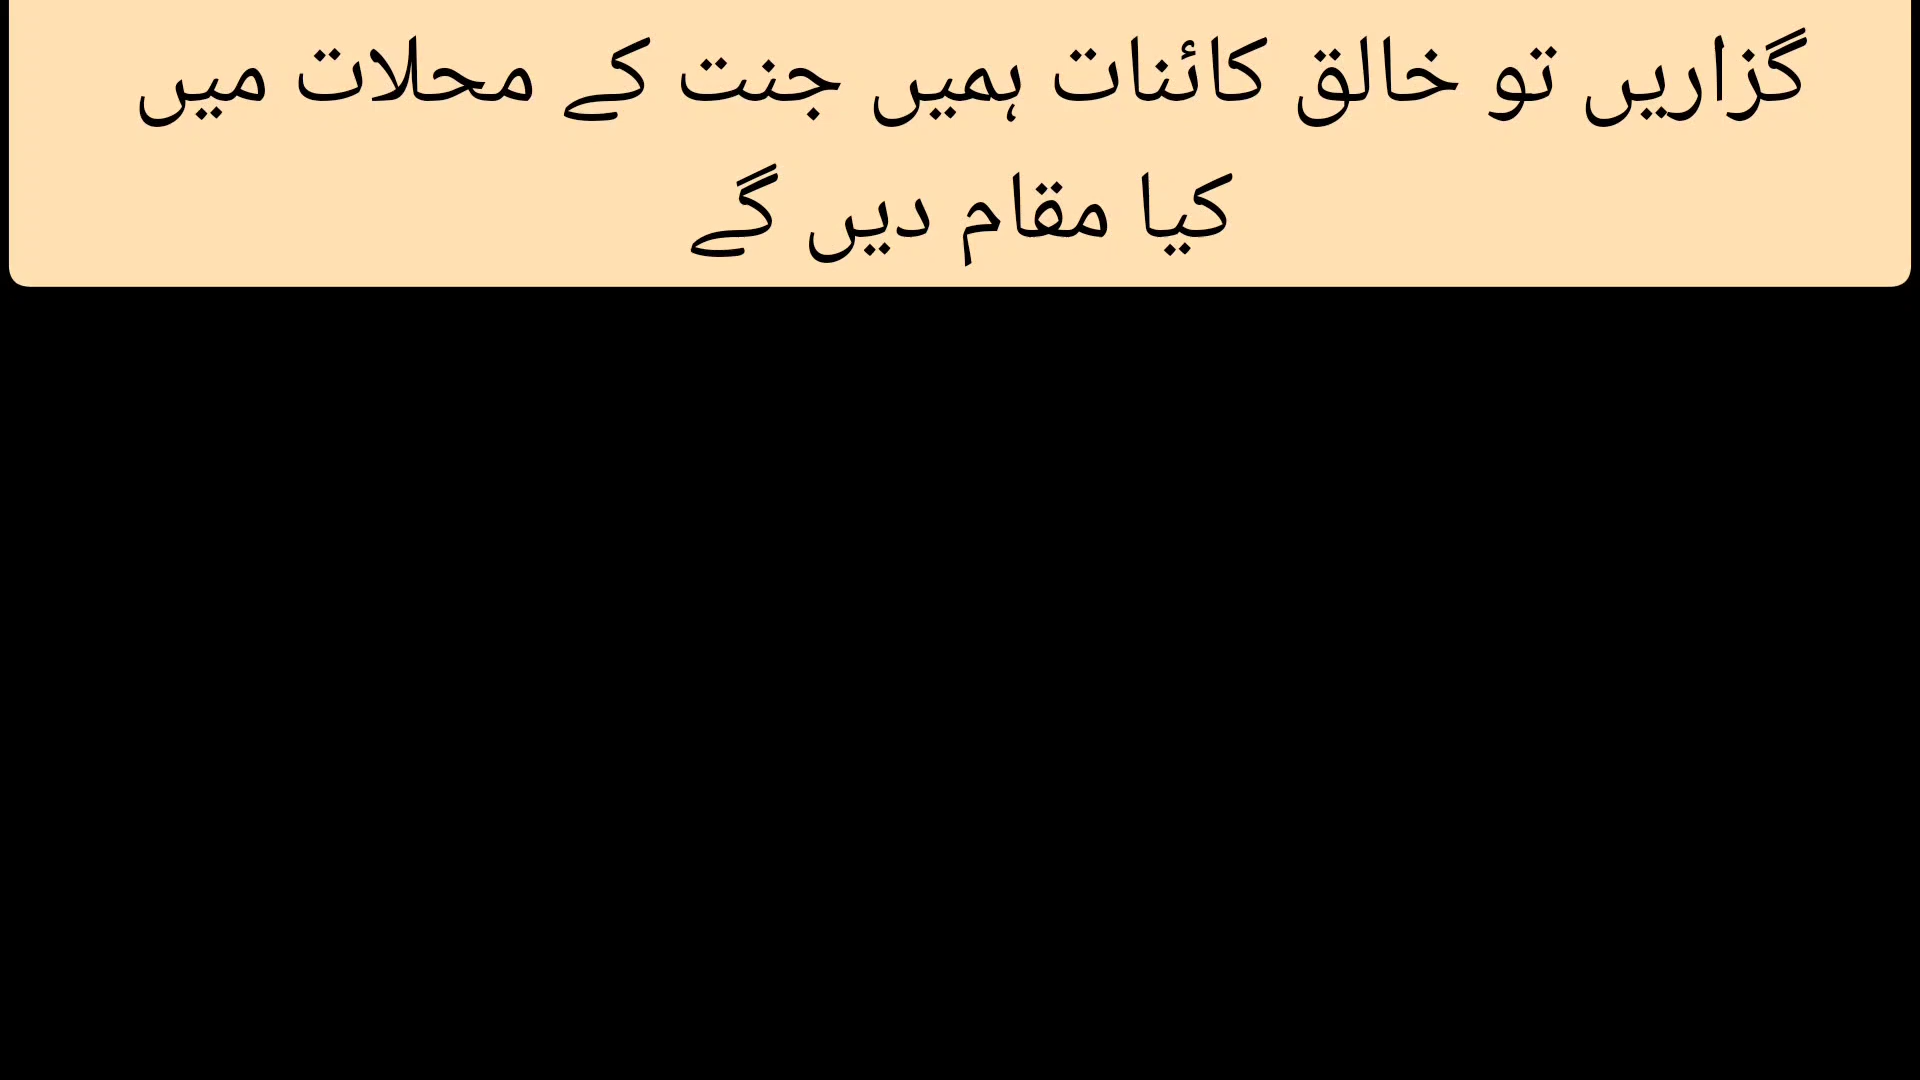 گزاریں تو خالق کائنات ہمیں جنت کے محلات میں
کیا مقام دیں گے